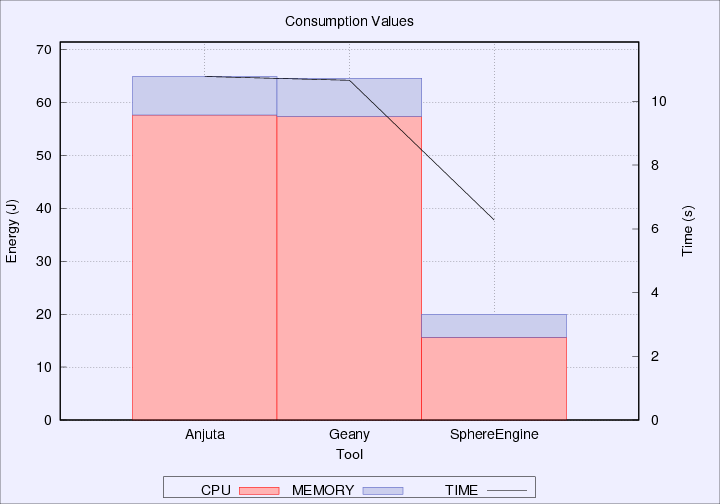 Consumption Values
70
60
50
40
30
20
10
0
Energy (J)
10
8
6
4
2
0
Time (s)
Anjuta Geany SphereEngine
Tool
CPU MEMORY TIME